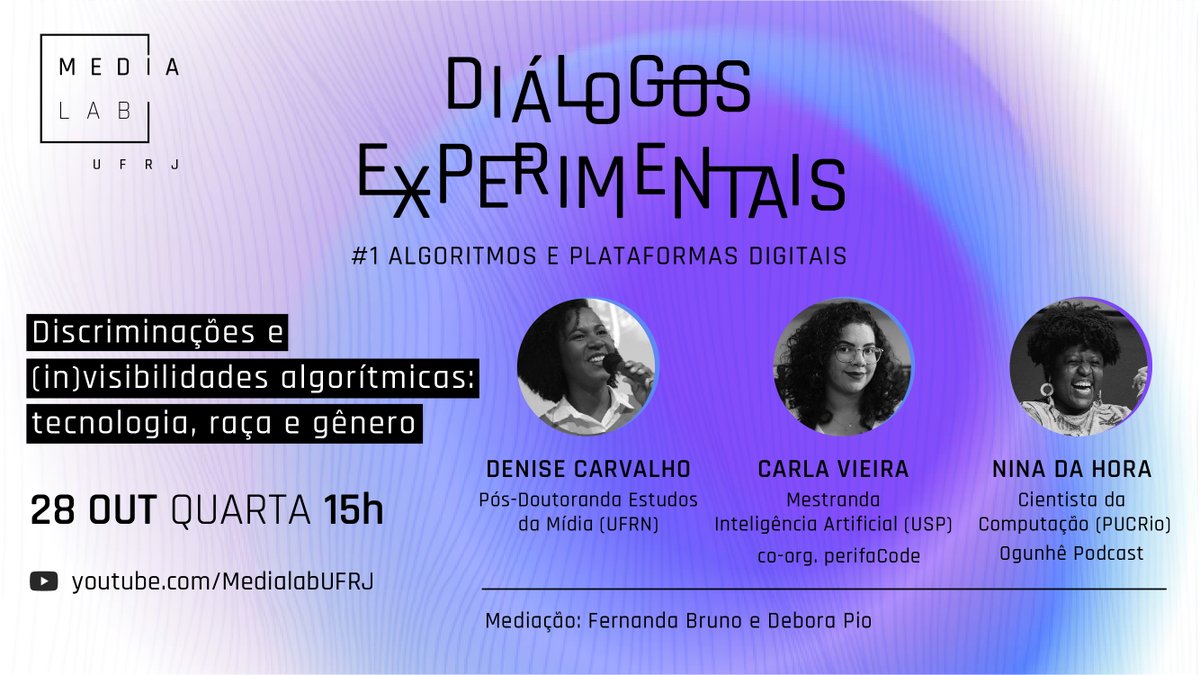 MEDIA
LAB
UFRJ
DIÁLOGOS
EXPERIMENTAIS
#1 ALGORITMOS E PLATAFORMAS DIGITAIS
Discriminações e
(in)visibilidades algorítmicas:
tecnologia, raça e gênero
28 OUT QUARTA 15h
youtube.com/MedialabUFRJ
DENISE CARVALHO
Pós-Doutoranda Estudos
da Mídia (UFRN)
CARLA VIEIRA
Mestranda
Inteligência Artificial (USP)
co-org. perifaCode
NINA DA HORA
Cientista da
Computação (PUCRio)
Ogunhê Podcast
Mediação: Fernanda Bruno e Debora Pio